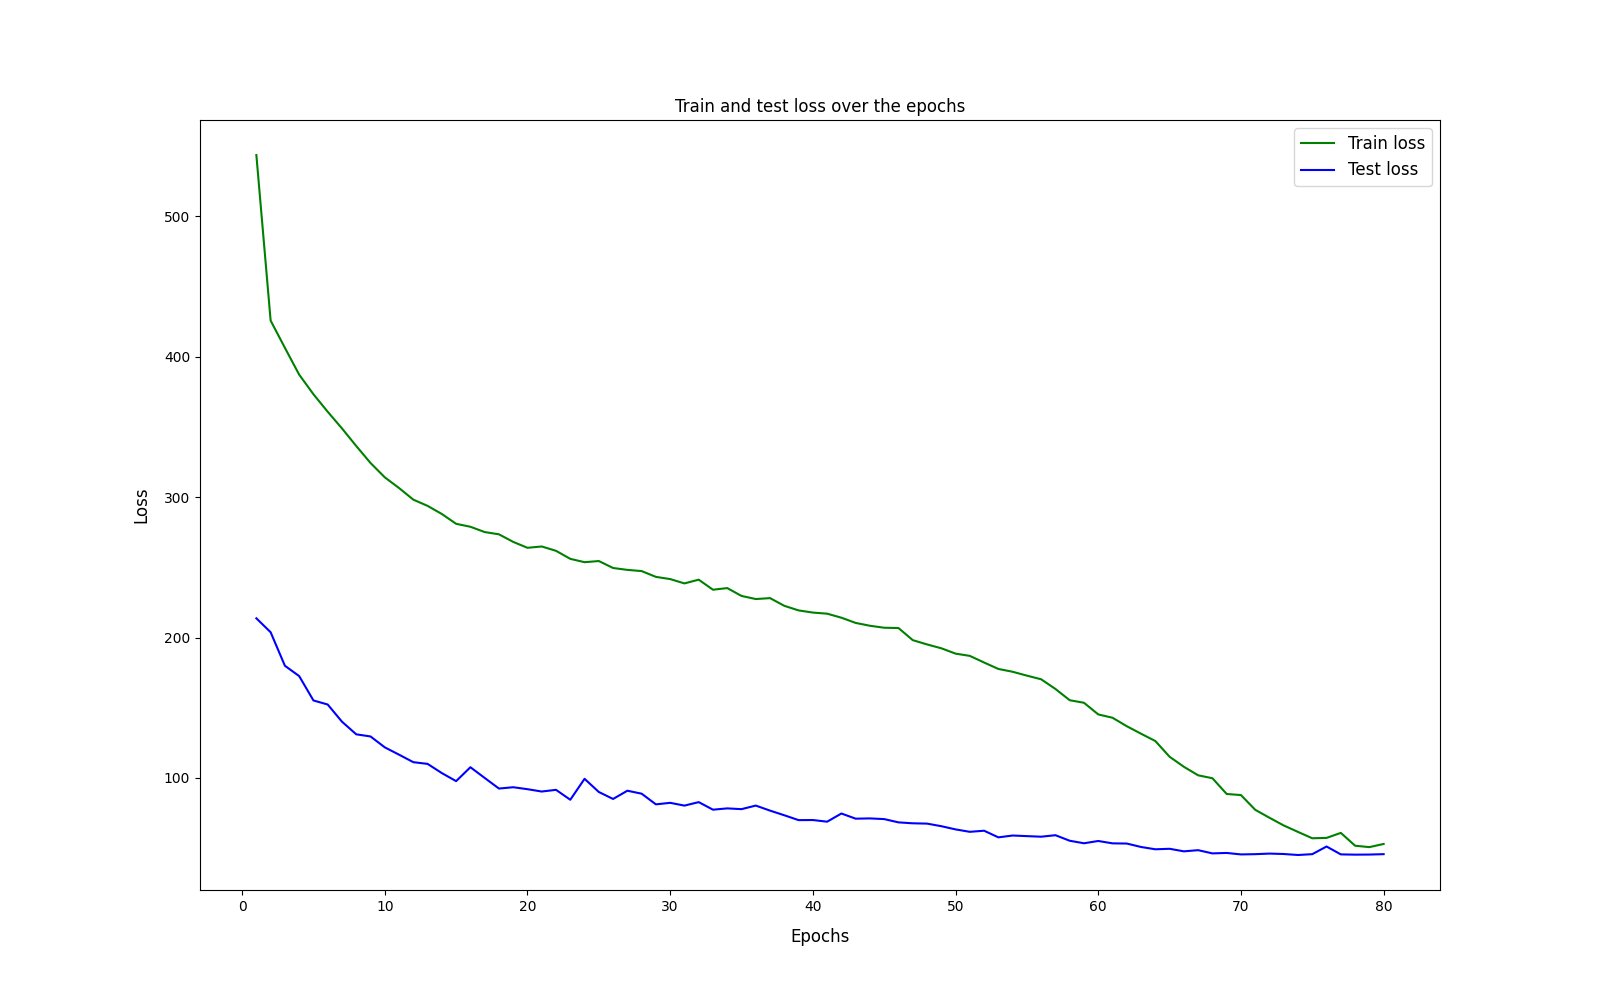 Train and test loss over the epochs
Train loss
Test loss
500
400
300
200
100
Loss
0 10 20 30 40 50 60 70 80
Epochs